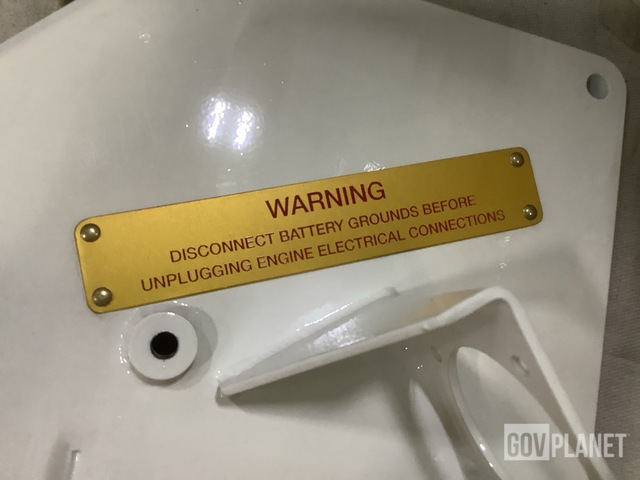 WARNING
DISCONNECT BATTERY GROUNDS BEFORE
UNPLUGGING ENGINE ELECTRICAL CONNECTIONS
GOVPLANET